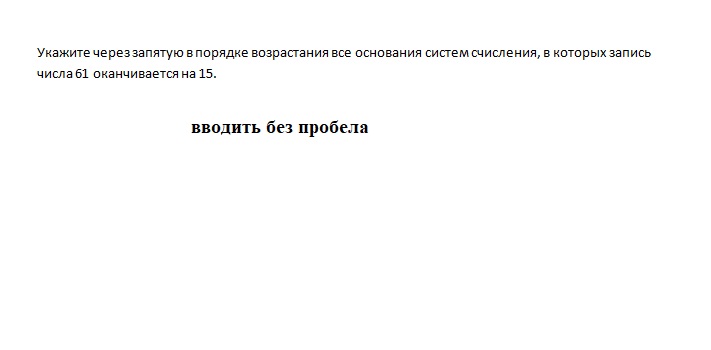 Укажите через запятую в порядке возрастания все основания систем счисления, в которых запись
числа 61 оканчивается на 15.
вводить без пробела